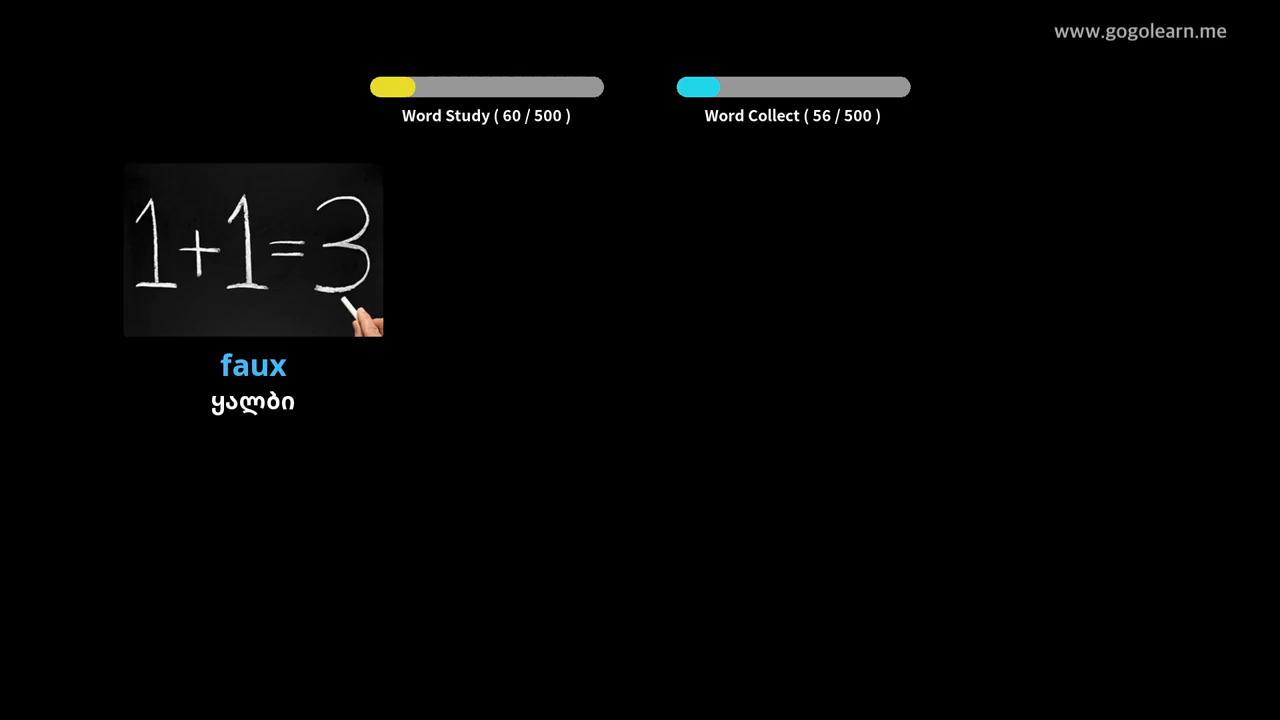 www.gogolearn.me
Word Study ( 60 / 500 )
Word Collect ( 56 / 500 )
1+1=3
faux
ყალბი